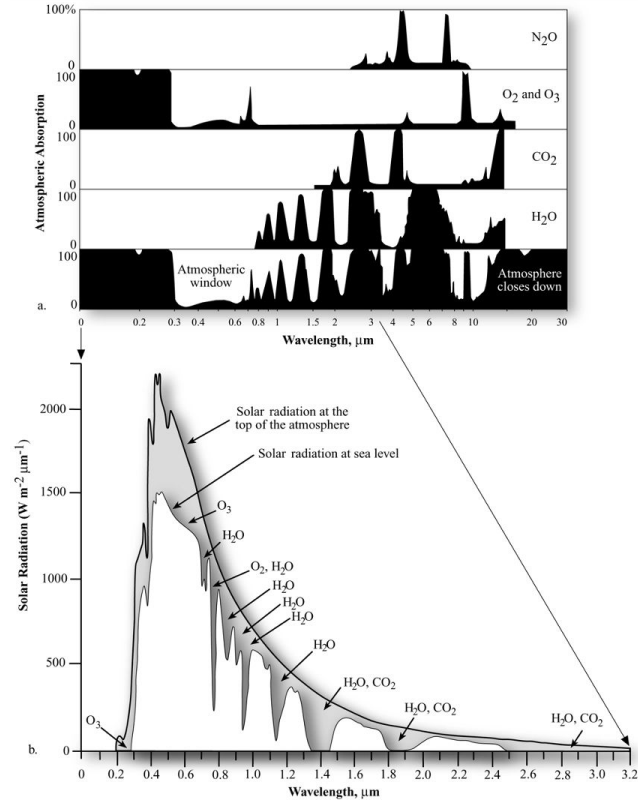 100%
N₂O
0
100
O₂ and O₃
0
100
CO₂
0
100
H₂O
0
100
Atmospheric
window
Atmosphere
closes down
0
Atmospheric Absorption
a.
0 0.2 0.3 0.4 0.6 0.8 1 1.5 2 3 4 5 6 8 10 20 30
Wavelength, μm
2000
1500
1000
500
0
Solar Radiation (W m⁻² μm⁻¹)
Solar radiation at the
top of the atmosphere
Solar radiation at sea level
O₃
H₂O
O₂, H₂O
H₂O
H₂O
H₂O
H₂O
H₂O, CO₂
H₂O, CO₂
H₂O, CO₂
O₃
b.
0 0.2 0.4 0.6 0.8 1.0 1.2 1.4 1.6 1.8 2.0 2.2 2.4 2.6 2.8 3.0 3.2
Wavelength, μm